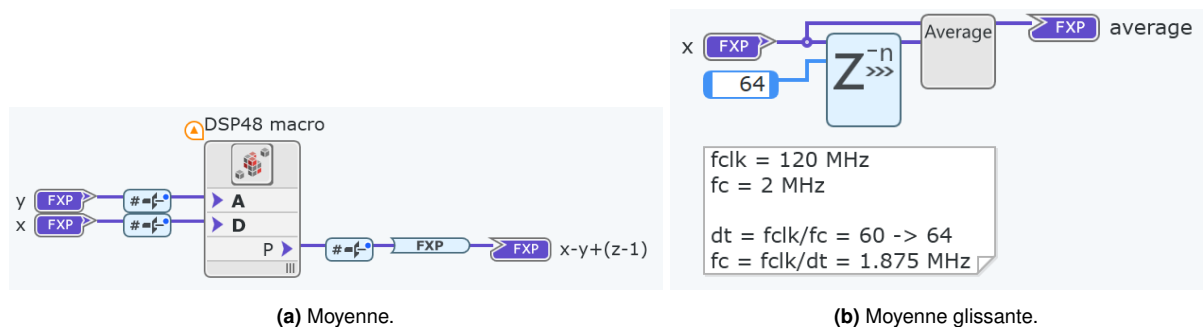 DSP48 macro
y FXP # A
x FXP # D
P # FXP FXP x-y+(z-1)
(a) Moyenne.
x FXP Average FXP average
64 Z-n
>>>
fclk = 120 MHz
fc = 2 MHz
dt = fclk/fc = 60 -> 64
fc = fclk/dt = 1.875 MHz
(b) Moyenne glissante.